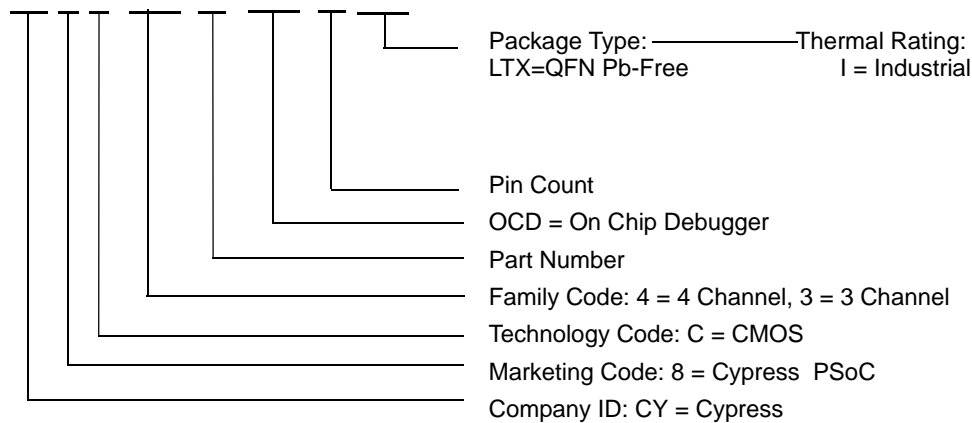 Package Type: Thermal Rating:
LTX=QFN Pb-Free I = Industrial
Pin Count
OCD = On Chip Debugger
Part Number
Family Code: 4 = 4 Channel, 3 = 3 Channel
Technology Code: C = CMOS
Marketing Code: 8 = Cypress PSoC
Company ID: CY = Cypress